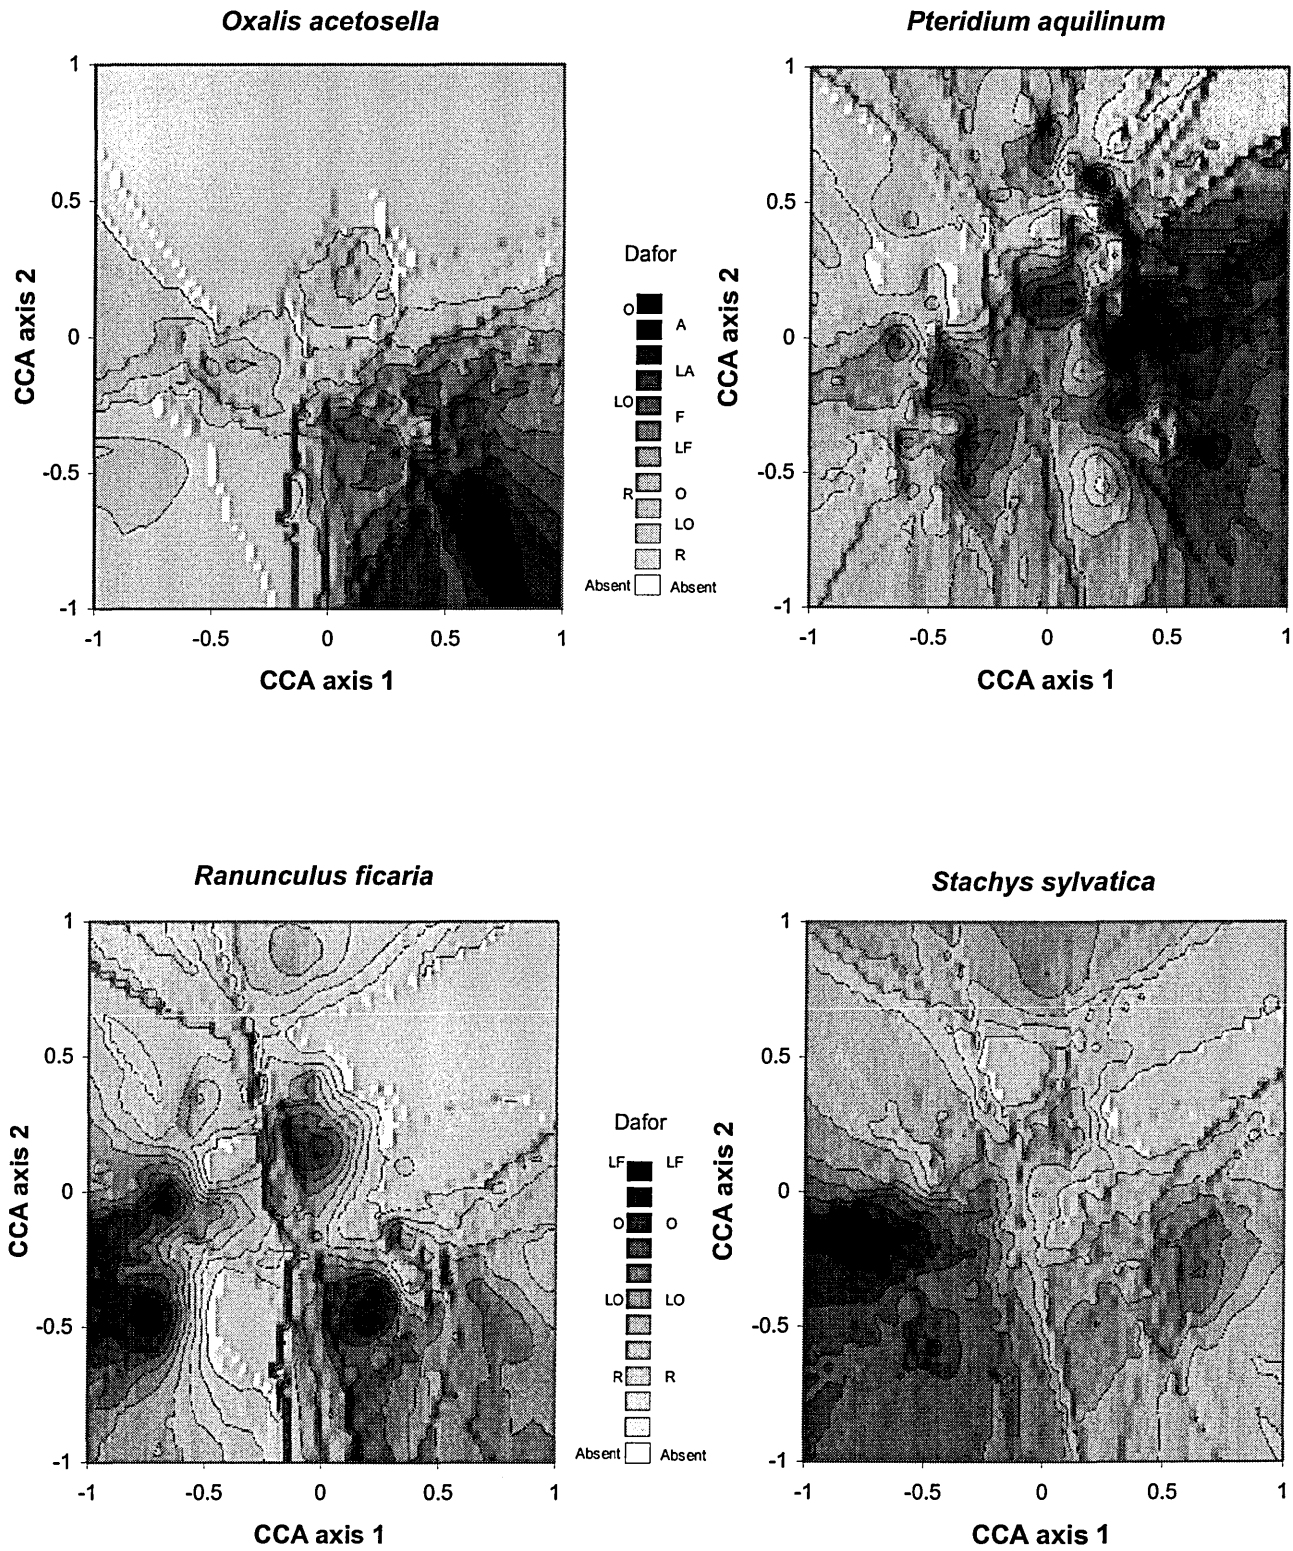 Oxalis acetosella
Pteridium aquilinum
1
0.5
0
-0.5
-1
CCA axis 2
-1 -0.5 0 0.5 1
CCA axis 1
Dafor
O
A
LA
LO
F
LF
R O
LO
R
Absent Absent
1
0.5
0
-0.5
-1
CCA axis 2
-1 -0.5 0 0.5 1
CCA axis 1
Ranunculus ficaria
Stachys sylvatica
1
0.5
0
-0.5
-1
CCA axis 2
-1 -0.5 0 0.5 1
CCA axis 1
Dafor
LF LF
O O
LO LO
R R
Absent Absent
1
0.5
0
-0.5
-1
CCA axis 2
-1 -0.5 0 0.5 1
CCA axis 1